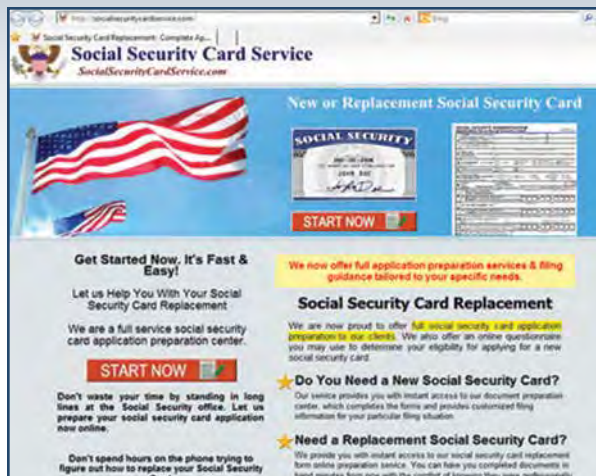 http://socialsecuritycardservice.com/
Bing
Social Security Card Replacement: Complete Ap...
Social Security Card Service
SocialSecurityCardService.com
New or Replacement Social Security Card
SOCIAL SECURITY
JOHN DOE
START NOW
Get Started Now. It's Fast &
Easy!
Let us Help You With Your Social
Security Card Replacement
We are a full service social security
card application preparation center.
START NOW
Don't waste your time by standing in long
lines at the Social Security office. Let us
prepare your social security card application
now online.
Don't spend hours on the phone trying to
figure out how to replace your Social Security
We now offer full application preparation services & filing
guidance tailored to your specific needs.
Social Security Card Replacement
We are now proud to offer full social security card application
preparation to our clients. We also offer an online questionnaire
you may use to determine your eligibility for applying for a new
social security card.
Do You Need a New Social Security Card?
Our service provides you with instant access to our document preparation
center, which completes the forms and provides customized filing
information for your particular filing situation.
Need a Replacement Social Security Card?
We provide you with instant access to our social security card replacement
form online preparation service. You can have you completed documents in